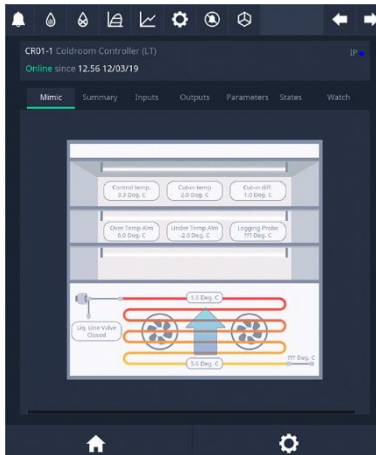 CR01-1 Coldroom Controller (LT)
IP
Online since 12.56 12/03/19
Mimic Summary Inputs Outputs Parameters States Watch
Control temp. Cut-in temp Cut-in diff.
3.3 Deg. C 2.0 Deg. C 1.0 Deg. C
Over Temp Alm Under Temp Alm Logging Probe
6.0 Deg. C -2.0 Deg. C ??? Deg. C
1.0 Deg. C
Liq. Line Valve
Closed
??? Deg. C
5.0 Deg. C